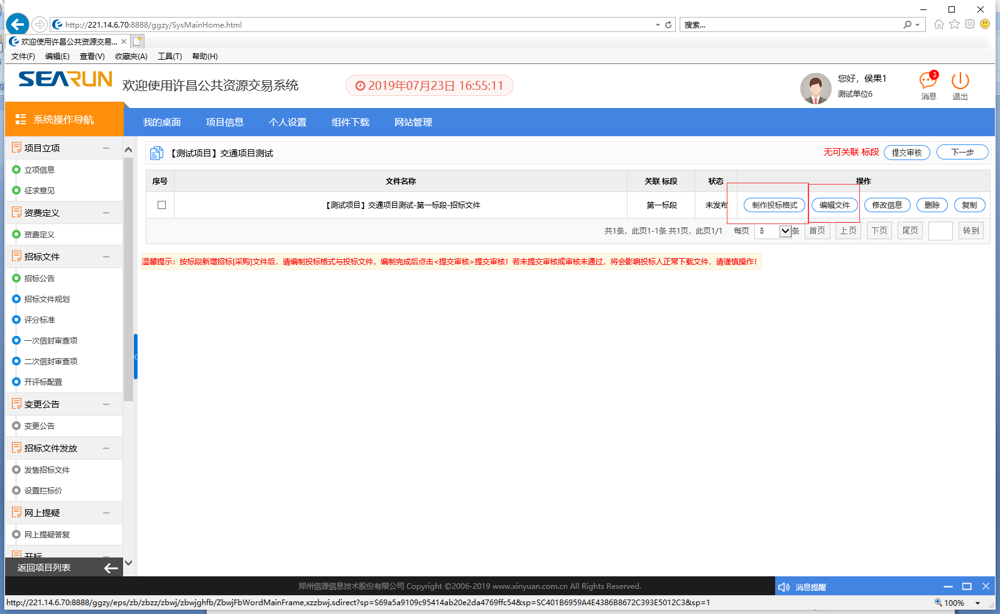 http://221.14.6.70:8888/ggzy/SysMainHome.html
搜索...
欢迎使用许昌公共资源交易...
文件(F) 编辑(E) 查看(V) 收藏夹(A) 工具(T) 帮助(H)
SEARUN
欢迎使用许昌公共资源交易系统
2019年07月23日 16:55:11
您好，侯果1
测试单位6
3
消息
退出
系统操作导航
我的桌面 项目信息 个人设置 组件下载 网站管理
项目立项
立项信息
征求意见
资费定义
资费定义
招标文件
招标公告
招标文件规划
评分标准
一次信封审查项
二次信封审查项
开评标配置
变更公告
变更公告
招标文件发放
发售招标文件
设置拦标价
网上提疑
网上提疑答复
开标
返回项目列表
【测试项目】交通项目测试
无可关联 标段 提交审核 下一步
序号 文件名称 关联 标段 状态 操作
【测试项目】交通项目测试-第一标段-招标文件 第一标段 未发布 制作投标格式 编辑文件 修改信息 删除 复制
共1条，此页1-1条 共1页，此页1/1 每页 5 条 首页 上页 下页 尾页 转到
温馨提示：按标段新增招标[采购]文件后，请编制投标格式与投标文件，编制完成后点击<提交审核>提交审核！若未提交审核或审核未通过，将会影响投标人正常下载文件，请谨慎操作！
郑州信源信息技术股份有限公司 Copyright ©2006-2019 www.xinyuan.com.cn All Rights Reserved.
消息提醒
http://221.14.6.70:8888/ggzy/eps/zb/zbzz/zbwj/zbwjghfb/ZbwjFbWordMainFrame,xzzbwj.sdirect?sp=S69a5a9109c95414ab20e2da4769ffc54&sp=SC401B6959A4E4386B8672C393E5012C3&sp=1
100%